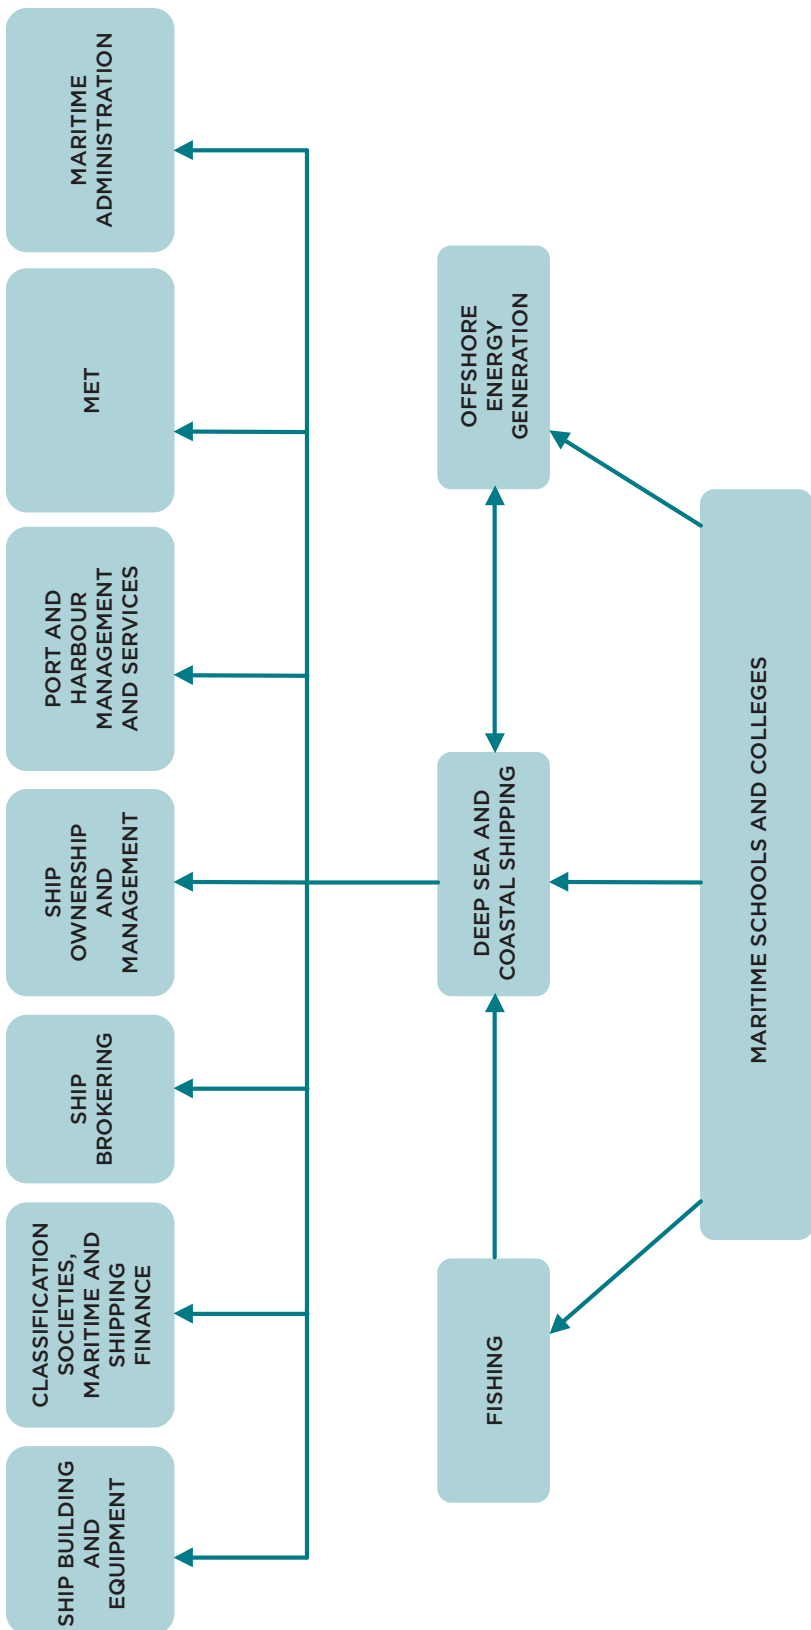 SHIP BUILDING
AND
EQUIPMENT
CLASSIFICATION
SOCIETIES,
MARITIME AND
SHIPPING
FINANCE
SHIP
BROKERING
SHIP
OWNERSHIP
AND
MANAGEMENT
PORT AND
HARBOUR
MANAGEMENT
AND SERVICES
MET
MARITIME
ADMINISTRATION
FISHING
DEEP SEA AND
COASTAL SHIPPING
OFFSHORE
ENERGY
GENERATION
MARITIME SCHOOLS AND COLLEGES